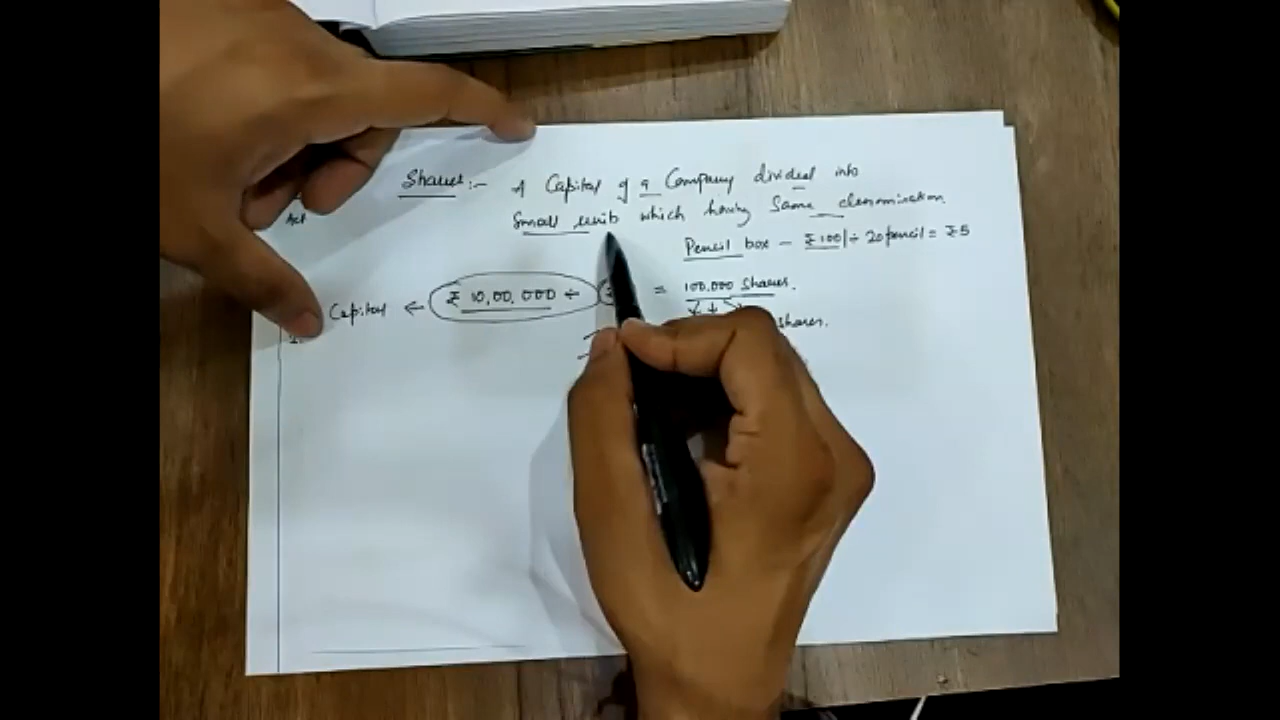 Shares:- A Capital of a Company divided into
Small units which having Same denomination
Act
Pencil box - ₹100/ ÷ 20 pencil = ₹5
Capital ← ₹ 10,00,000 ÷ = 100,000 Shares.
shares.